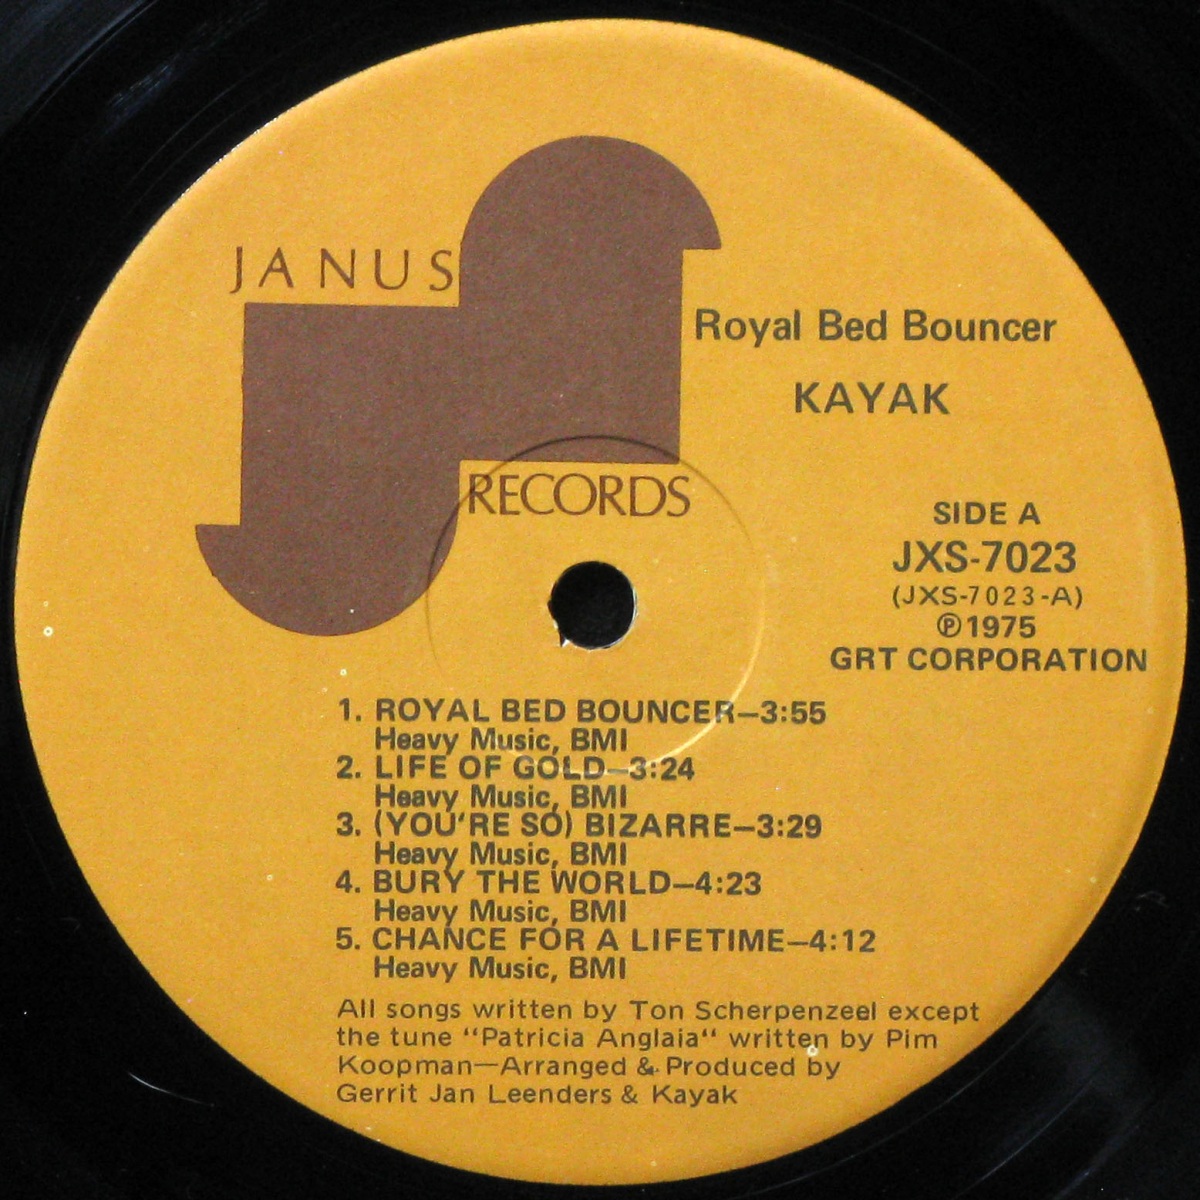 JANUS
RECORDS
Royal Bed Bouncer
KAYAK
SIDE A
JXS-7023
(JXS-7023-A)
℗1975
GRT CORPORATION
1. ROYAL BED BOUNCER—3:55
Heavy Music, BMI
2. LIFE OF GOLD—3:24
Heavy Music, BMI
3. (YOU'RE SO) BIZARRE—3:29
Heavy Music, BMI
4. BURY THE WORLD—4:23
Heavy Music, BMI
5. CHANCE FOR A LIFETIME—4:12
Heavy Music, BMI
All songs written by Ton Scherpenzeel except
the tune “Patricia Anglaia“ written by Pim
Koopman—Arranged & Produced by
Gerrit Jan Leenders & Kayak